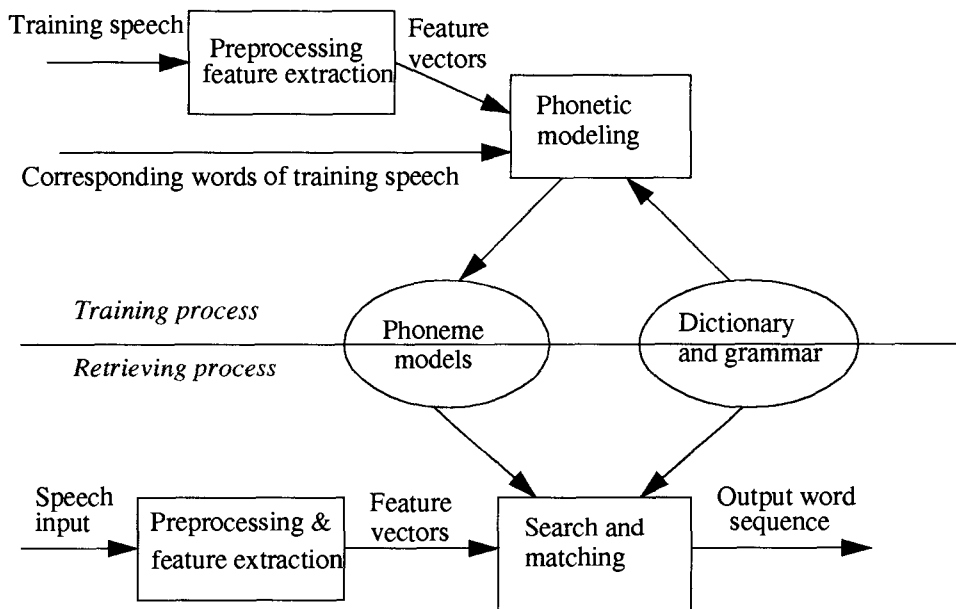 Training speech
Preprocessing
feature extraction
Feature
vectors
Phonetic
modeling
Corresponding words of training speech
Training process
Phoneme
models
Dictionary
and grammar
Retrieving process
Speech
input
Preprocessing &
feature extraction
Feature
vectors
Search and
matching
Output word
sequence